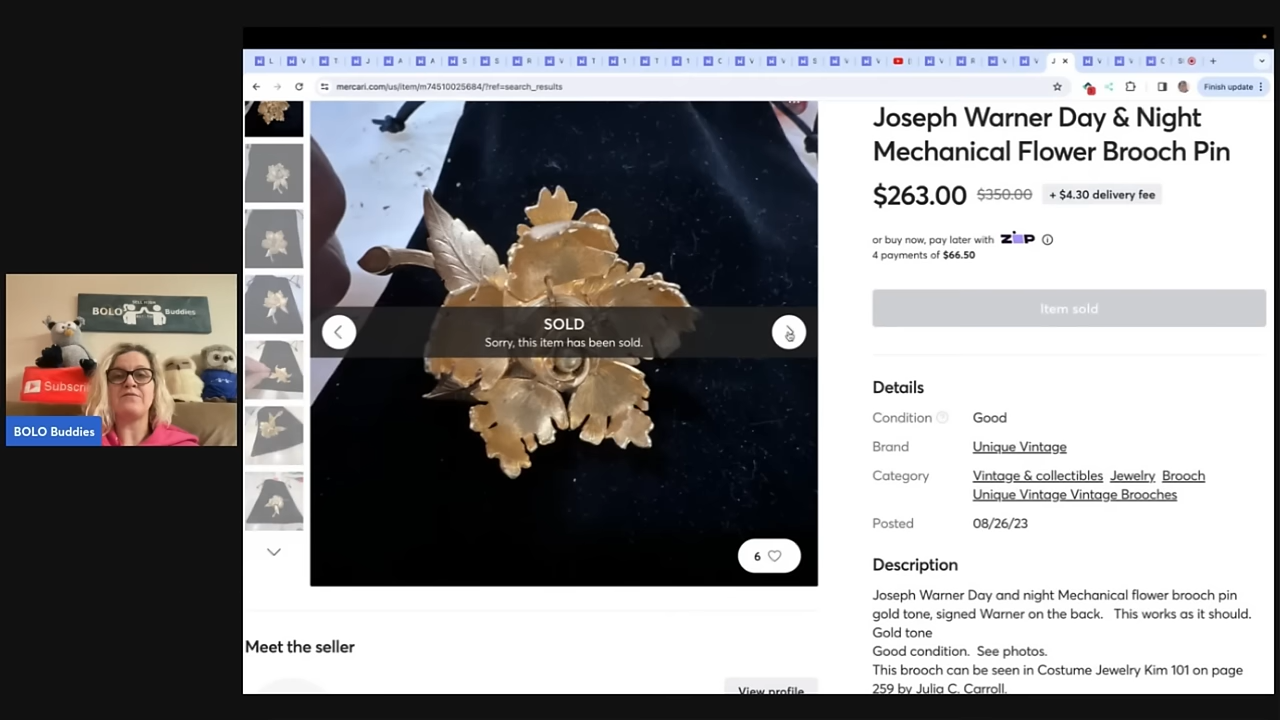 mercari.com/us/item/m74510025684/?ref=search_results
Finish update
Joseph Warner Day & Night
Mechanical Flower Brooch Pin
$263.00 $350.00 + $4.30 delivery fee
or buy now, pay later with ZIP
4 payments of $66.50
Item sold
SOLD
Sorry, this item has been sold.
6
Details
Condition Good
Brand Unique Vintage
Category Vintage & collectibles Jewelry Brooch
Unique Vintage Vintage Brooches
Posted 08/26/23
Description
Joseph Warner Day and night Mechanical flower brooch pin
gold tone, signed Warner on the back. This works as it should.
Gold tone
Good condition. See photos.
This brooch can be seen in Costume Jewelry Kim 101 on page
259 by Julia C. Carroll.
Meet the seller
View profile
BOLO Buddies
Subscri
BOLO Buddies